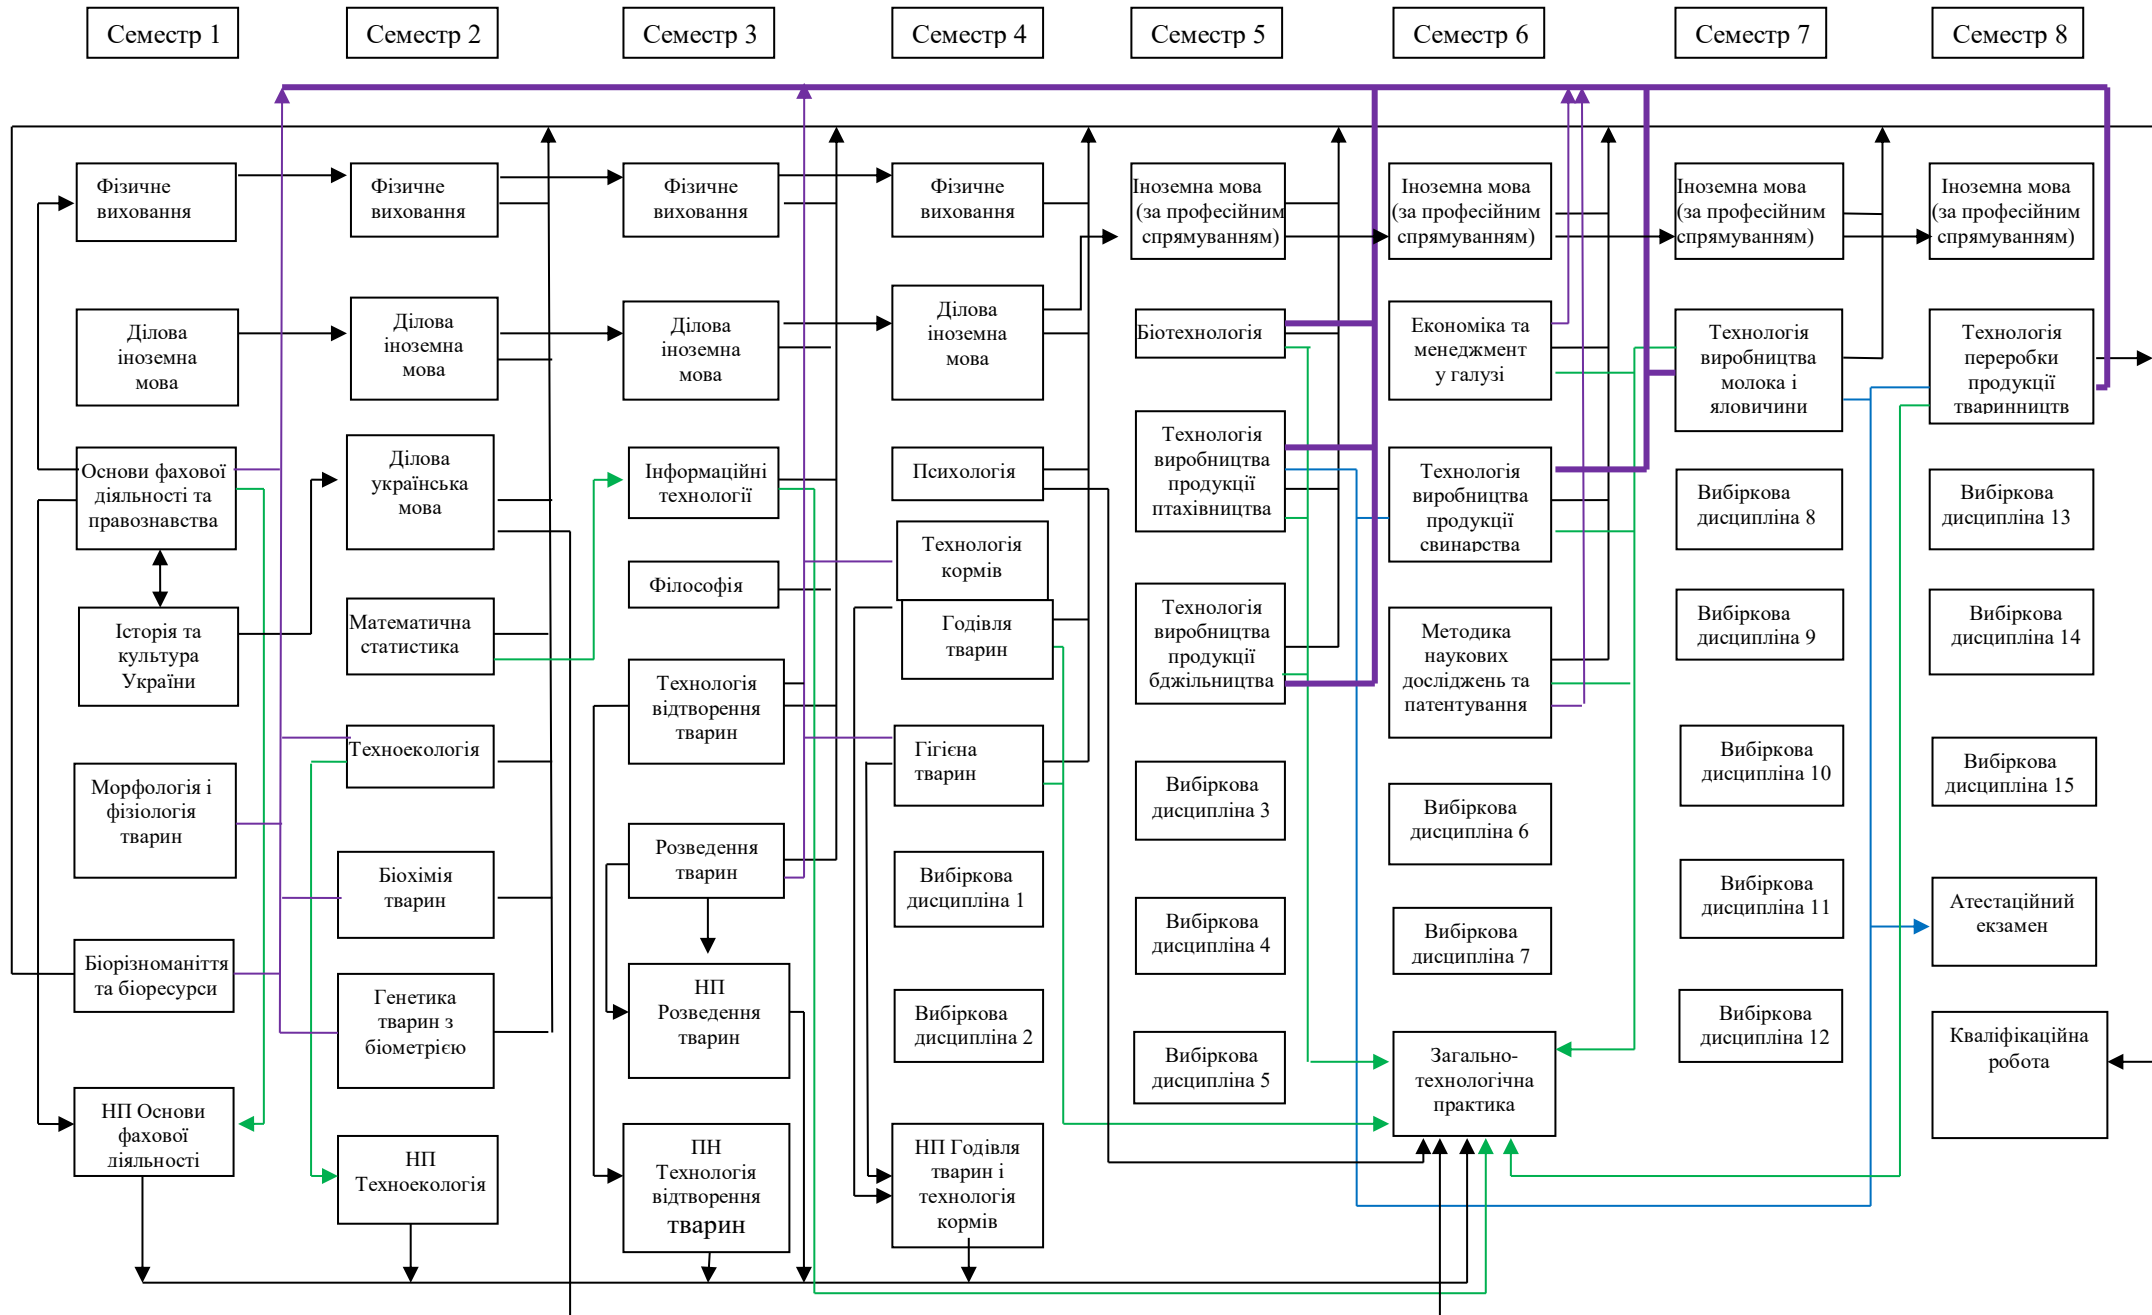 Семестр 1
Семестр 2
Семестр 3
Семестр 4
Семестр 5
Семестр 6
Семестр 7
Семестр 8
Фізичне
виховання
Ділова
іноземна
мова
Основи фахової
діяльності та
правознавства
Історія та
культура
України
Морфологія і
фізіологія
тварин
Біорізноманіття
та біоресурси
НП Основи
фахової
діяльності
Фізичне
виховання
Ділова
іноземна
мова
Ділова
українська
мова
Математична
статистика
Техноекологія
Біохімія
тварин
Генетика
тварин з
біометрією
НП
Техноекологія
Фізичне
виховання
Ділова
іноземна
мова
Інформаційні
технології
Філософія
Технологія
відтворення
тварин
Розведення
тварин
НП
Розведення
тварин
ПН
Технологія
відтворення
тварин
Фізичне
виховання
Ділова
іноземна
мова
Психологія
Технологія
кормів
Годівля
тварин
Гігієна
тварин
Вибіркова
дисципліна 1
Вибіркова
дисципліна 2
НП Годівля
тварин і
технологія
кормів
Іноземна мова
(за професійним
спрямуванням)
Біотехнологія
Технологія
виробництва
продукції
птахівництва
Технологія
виробництва
продукції
бджільництва
Вибіркова
дисципліна 3
Вибіркова
дисципліна 4
Вибіркова
дисципліна 5
Іноземна мова
(за професійним
спрямуванням)
Економіка та
менеджмент
у галузі
Технологія
виробництва
продукції
свинарства
Методика
наукових
досліджень та
патентування
Вибіркова
дисципліна 6
Вибіркова
дисципліна 7
Загально-
технологічна
практика
Іноземна мова
(за професійним
спрямуванням)
Технологія
виробництва
молока і
яловичини
Вибіркова
дисципліна 8
Вибіркова
дисципліна 9
Вибіркова
дисципліна 10
Вибіркова
дисципліна 11
Вибіркова
дисципліна 12
Іноземна мова
(за професійним
спрямуванням)
Технологія
переробки
продукції
тваринництв
Вибіркова
дисципліна 13
Вибіркова
дисципліна 14
Вибіркова
дисципліна 15
Атестаційний
екзамен
Кваліфікаційна
робота